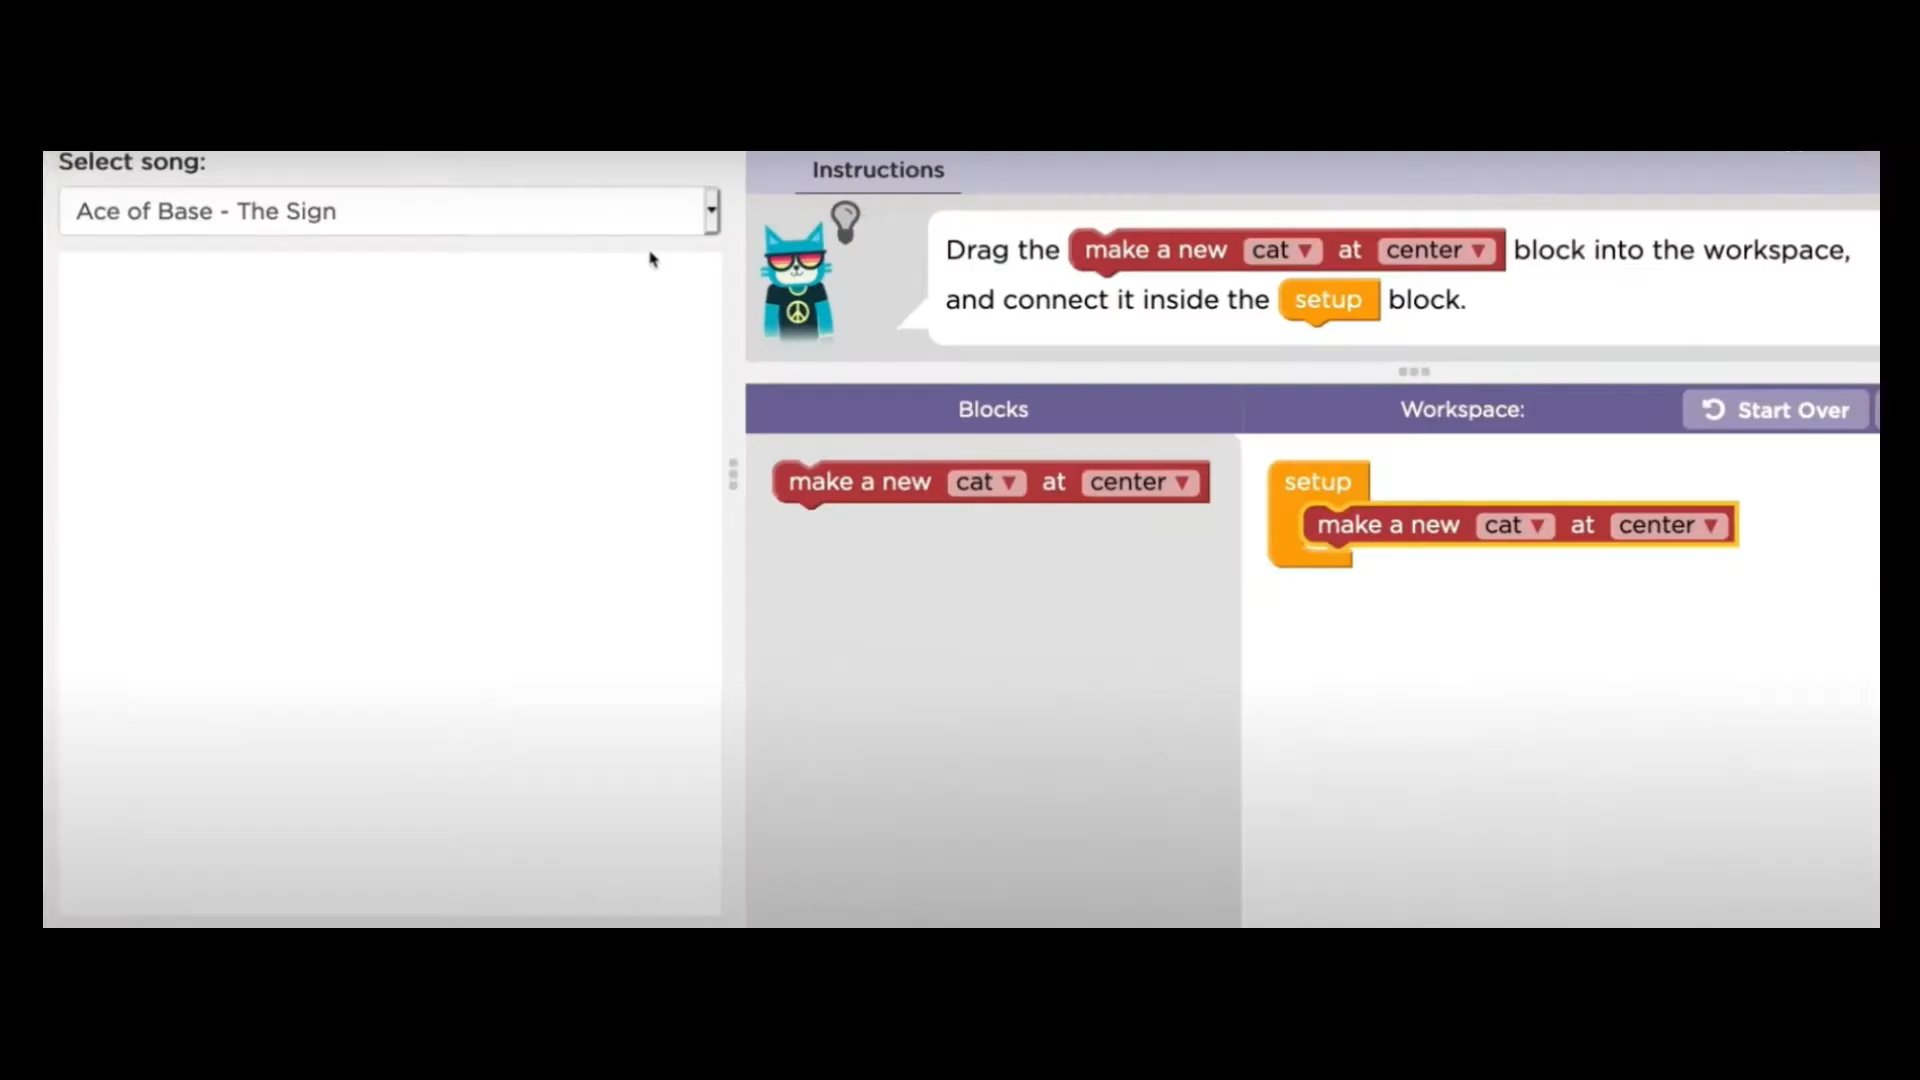 Select song:
Ace of Base - The Sign
Instructions
Drag the make a new cat ▼ at center ▼ block into the workspace,
and connect it inside the setup block.
Blocks
Workspace:
Start Over
make a new cat ▼ at center ▼
setup
make a new cat ▼ at center ▼